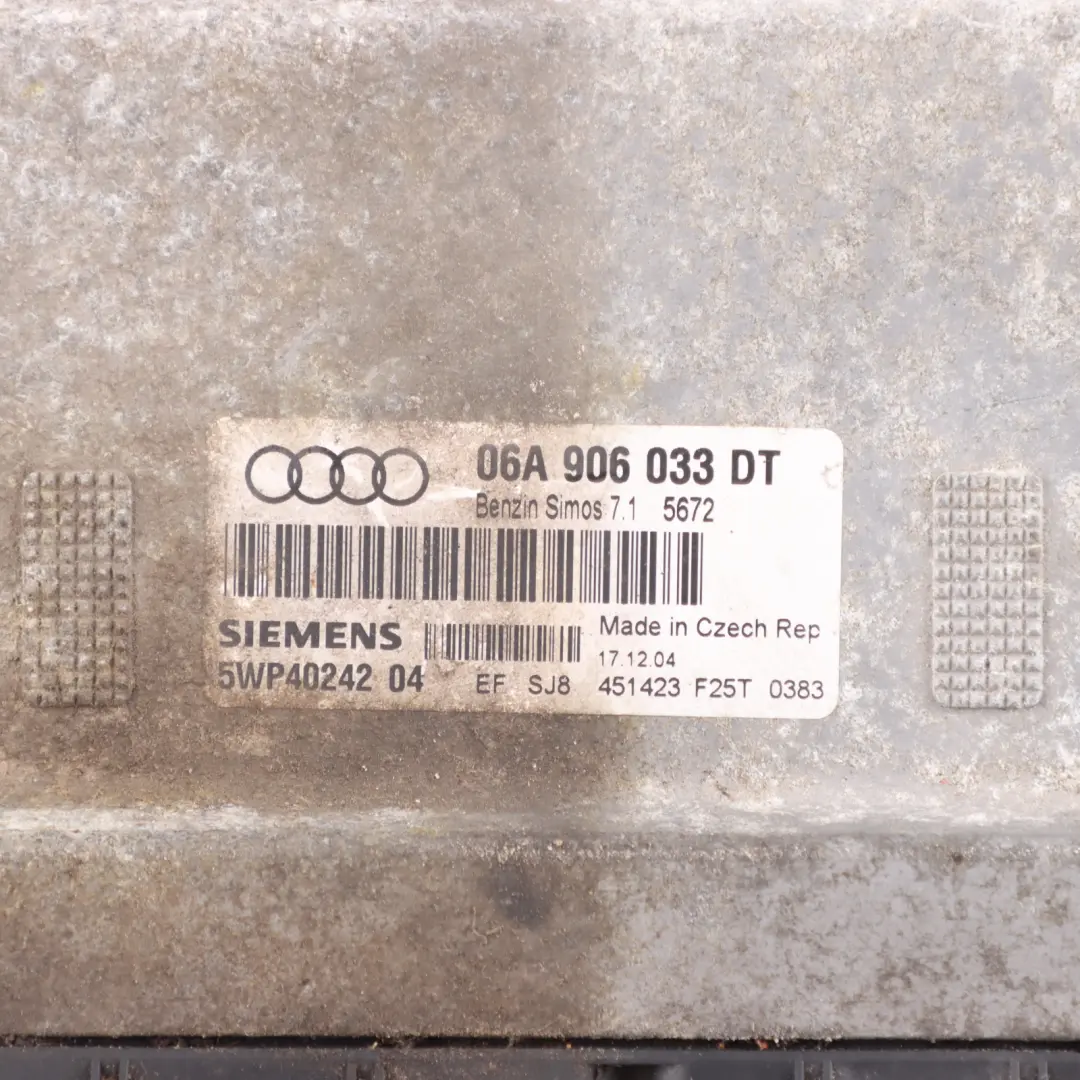 06A 906 033 DT
Benzin Simos 7.1 5672
SIEMENS
Made in Czech Rep
17.12.04
5WP40242 04 EF SJ8 451423 F25T 0383